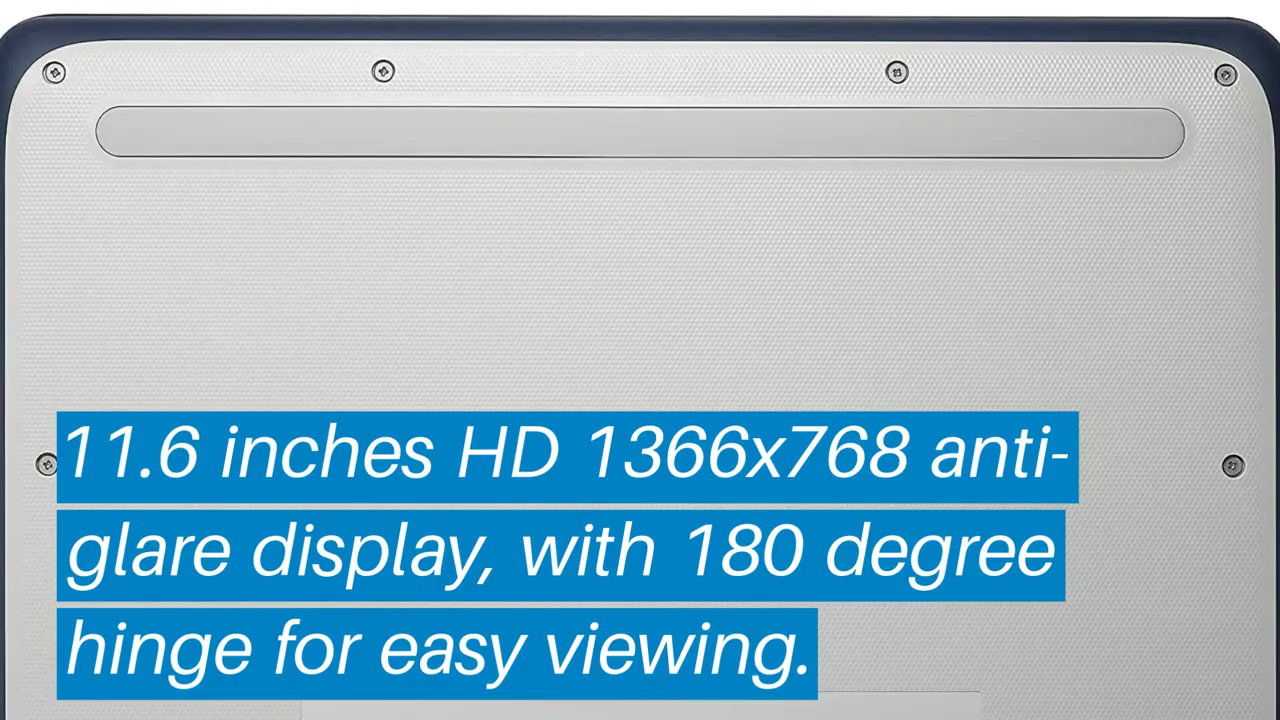 11.6 inches HD 1366x768 anti-
glare display, with 180 degree
hinge for easy viewing.